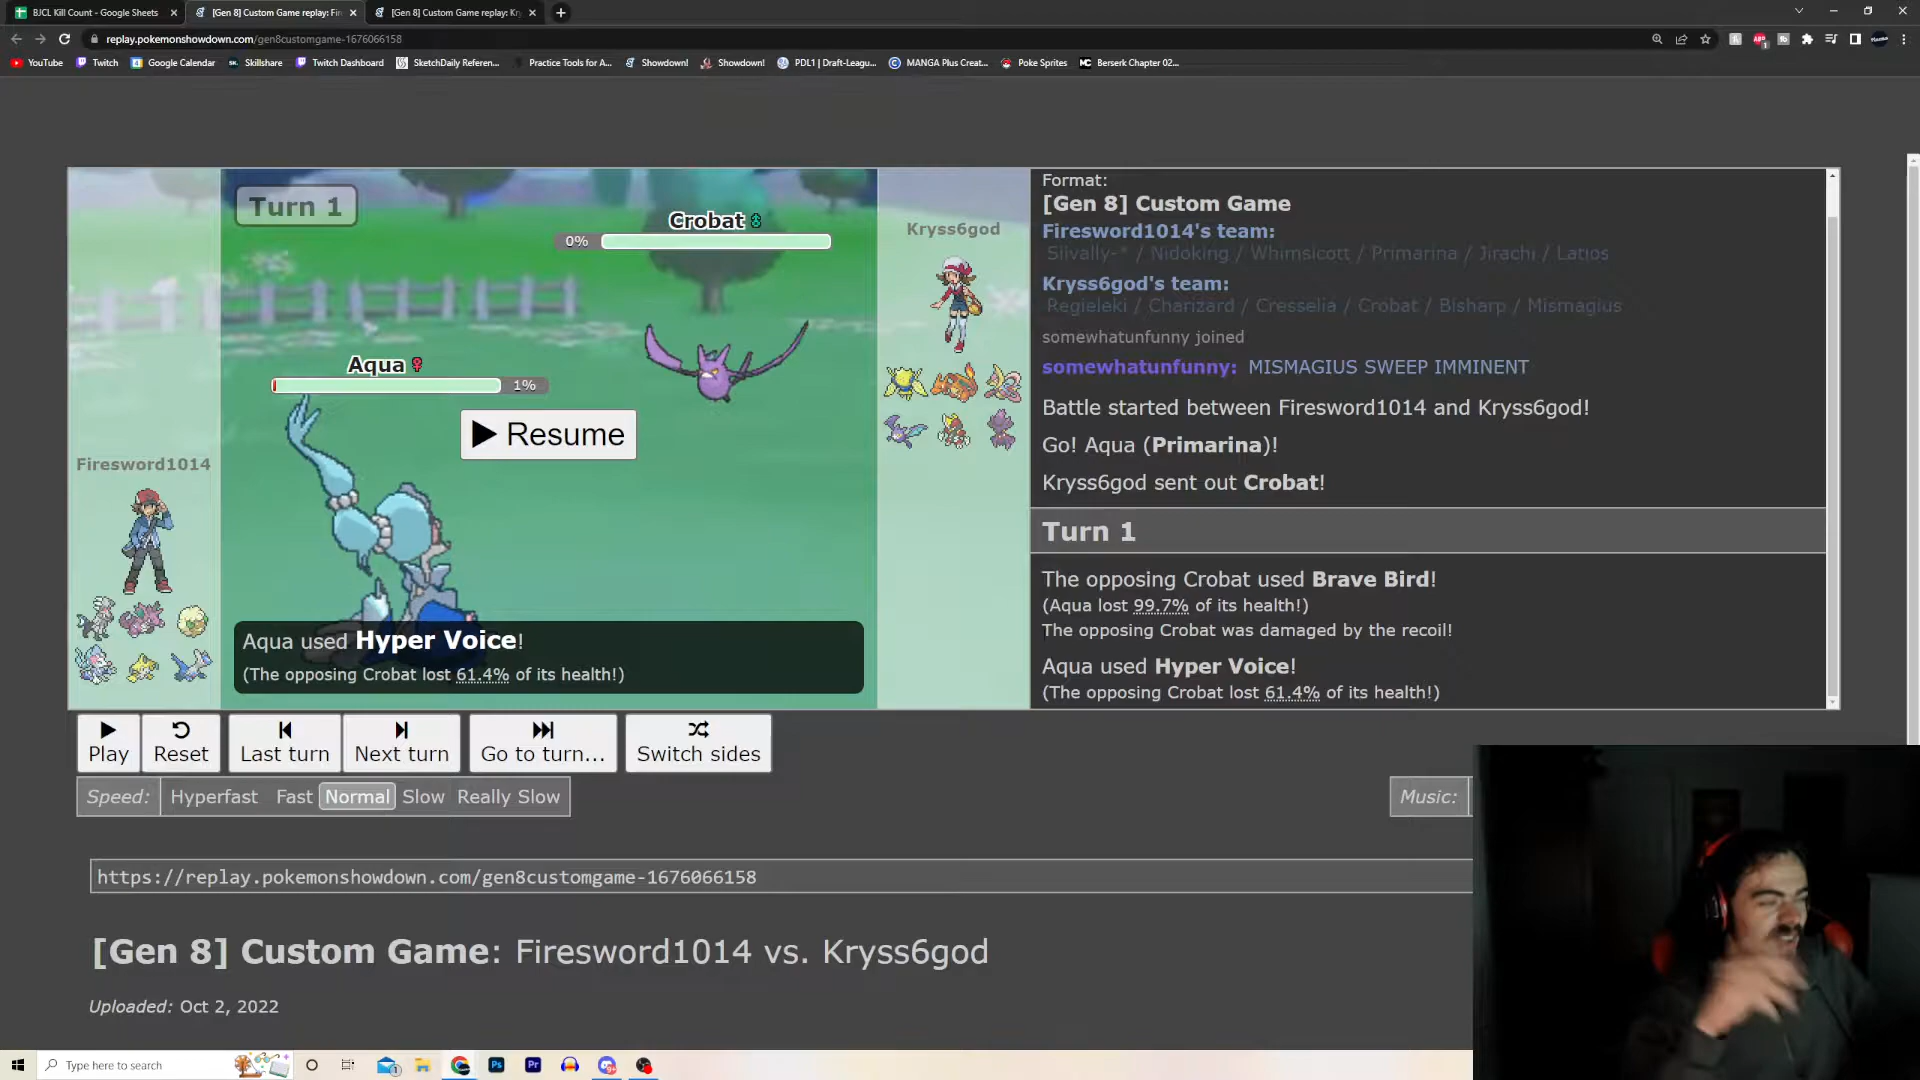 BJCL Kill Count - Google Sheets
[Gen 8] Custom Game replay: Fir
[Gen 8] Custom Game replay: Kry
replay.pokemonshowdown.com/gen8customgame-1676066158
YouTube
Twitch
Google Calendar
Skillshare
Twitch Dashboard
SketchDaily Referen...
Practice Tools for A...
Showdown!
Showdown!
PDL1 | Draft-Leagu...
MANGA Plus Creat...
Poke Sprites
Berserk Chapter 02...
Turn 1
Crobat
0%
Aqua
1%
Resume
Firesword1014
Kryss6god
Aqua used Hyper Voice!
(The opposing Crobat lost 61.4% of its health!)
Format:
[Gen 8] Custom Game
Firesword1014's team:
Silvally-* / Nidoking / Whimsicott / Primarina / Jirachi / Latios
Kryss6god's team:
Regieleki / Charizard / Cresselia / Crobat / Bisharp / Mismagius
somewhatunfunny joined
somewhatunfunny: MISMAGIUS SWEEP IMMINENT
Battle started between Firesword1014 and Kryss6god!
Go! Aqua (Primarina)!
Kryss6god sent out Crobat!
Turn 1
The opposing Crobat used Brave Bird!
(Aqua lost 99.7% of its health!)
The opposing Crobat was damaged by the recoil!
Aqua used Hyper Voice!
(The opposing Crobat lost 61.4% of its health!)
Play
Reset
Last turn
Next turn
Go to turn...
Switch sides
Speed: Hyperfast Fast Normal Slow Really Slow
Music:
https://replay.pokemonshowdown.com/gen8customgame-1676066158
[Gen 8] Custom Game: Firesword1014 vs. Kryss6god
Uploaded: Oct 2, 2022
Type here to search